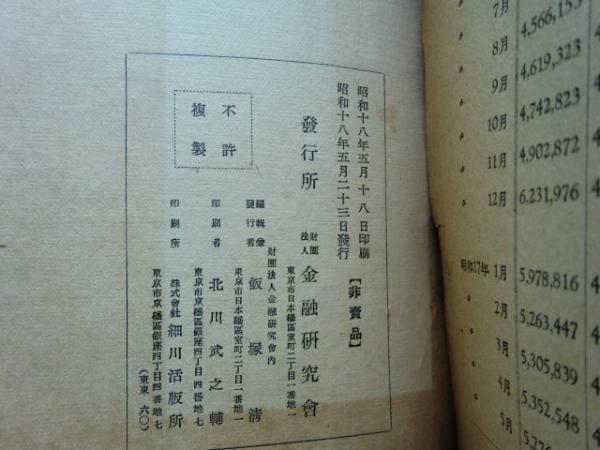 昭和十八年五月十八日印刷
昭和十八年五月二十三日發行
【非賣品】
不許
複製
東京市日本橋區室町二丁目一番地一
發行所 財團法人 金融研究會
財團法人金融研究會內
東京市日本橋區室町二丁目一番地一
編輯兼發行者 飯塚淸
東京市京橋區銀座西四丁目四番地七
印刷者 北川武之輔
東京市京橋區銀座四丁目四番地七
印刷所 株式會社 細川活版所
(東東 六〇)
〃 7月 4,566,153
〃 8月 4,619,323
〃 9月 4,742,823
〃 10月 4,902,872
〃 11月
〃 12月 6,231,976
昭和17年 1月 5,978,816
〃 2月 5,263,447
〃 3月 5,305,839
〃 4月 5,352,548
〃 5月